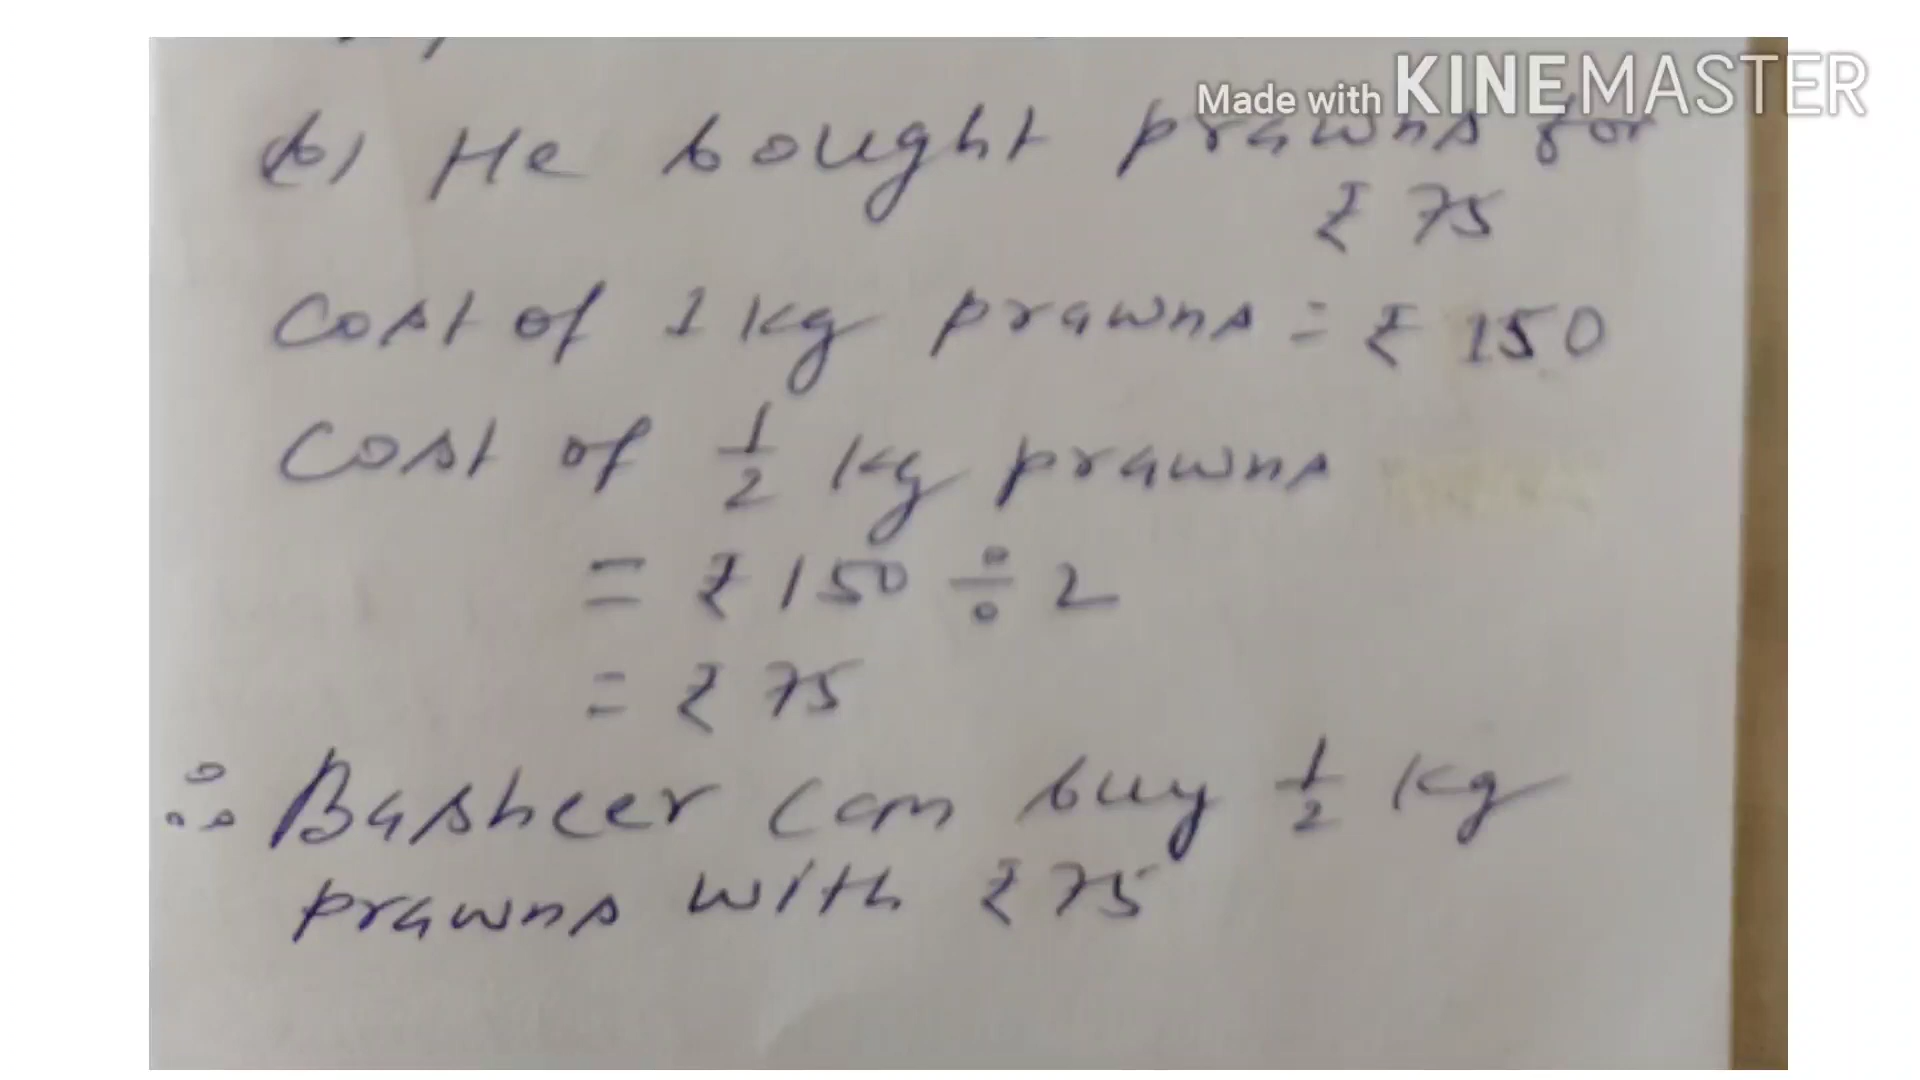 Made with KINEMASTER
b) He bought prawns for
₹ 75
Cost of 1 kg prawns = ₹ 150
Cost of 1/2 kg prawns
= ₹ 150 ÷ 2
= ₹ 75
∴ Basheer can buy 1/2 kg
prawns with ₹ 75